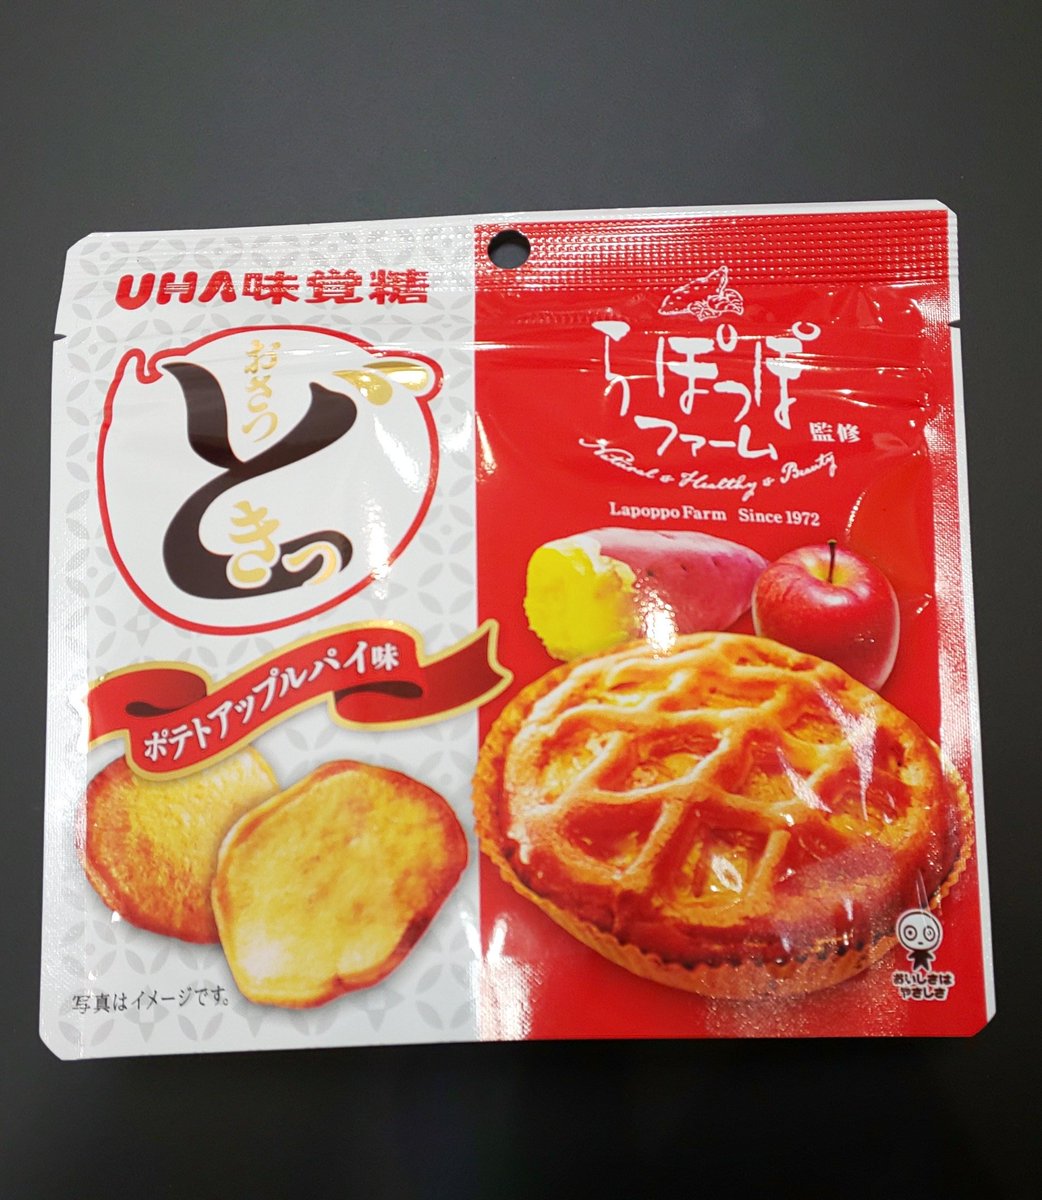 UHA味覚糖
おさつ
どきっ
ポテトアップルパイ味
写真はイメージです。
らぽっぽ
ファーム
監修
Natural & Healthy & Beauty
Lapoppo Farm Since 1972
おいしさは
やさしさ